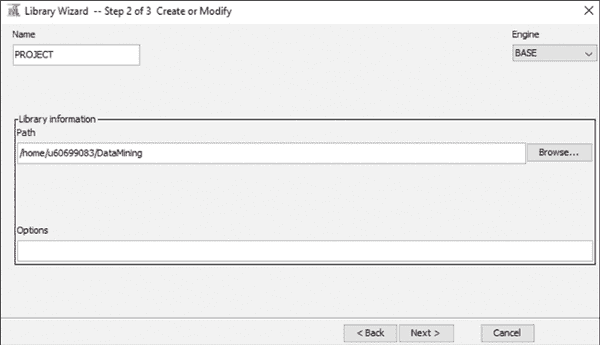 Library Wizard -- Step 2 of 3 Create or Modify
Name Engine
PROJECT BASE
Library information
Path
/home/u60699083/DataMining Browse...
Options
< Back Next > Cancel